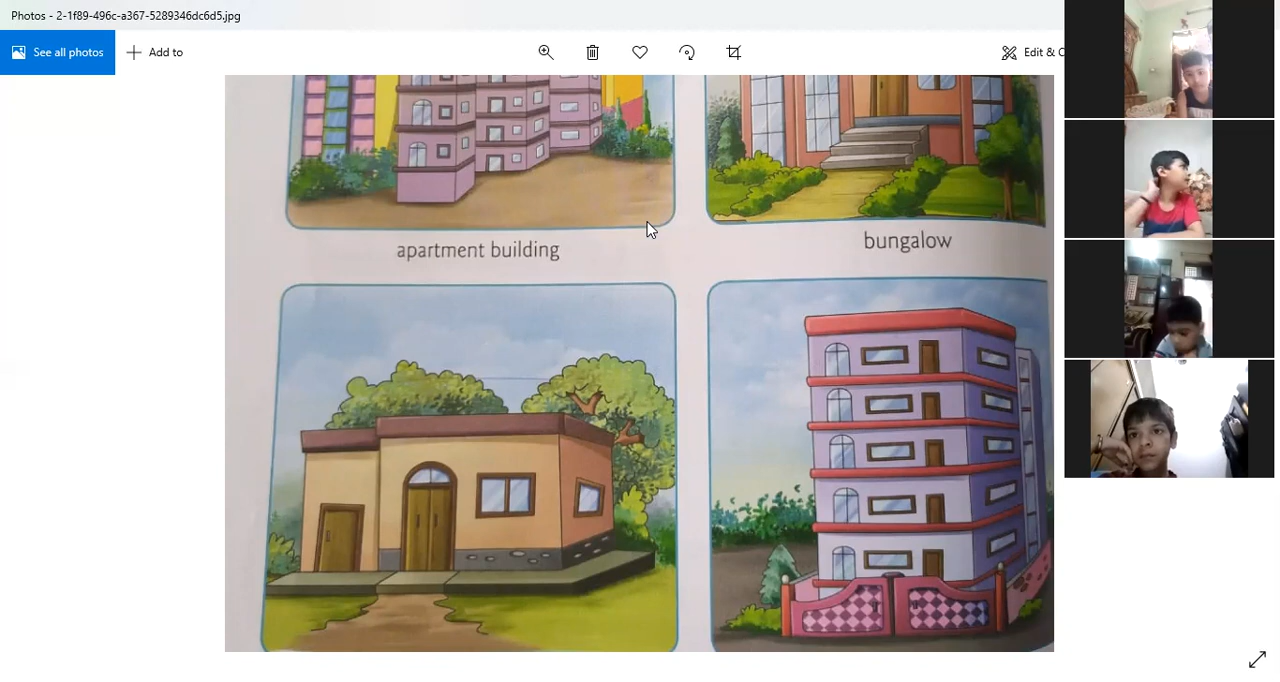 Photos - 2-1f89-496c-a367-5289346dc6d5.jpg
See all photos
Add to
Edit & C
apartment building
bungalow